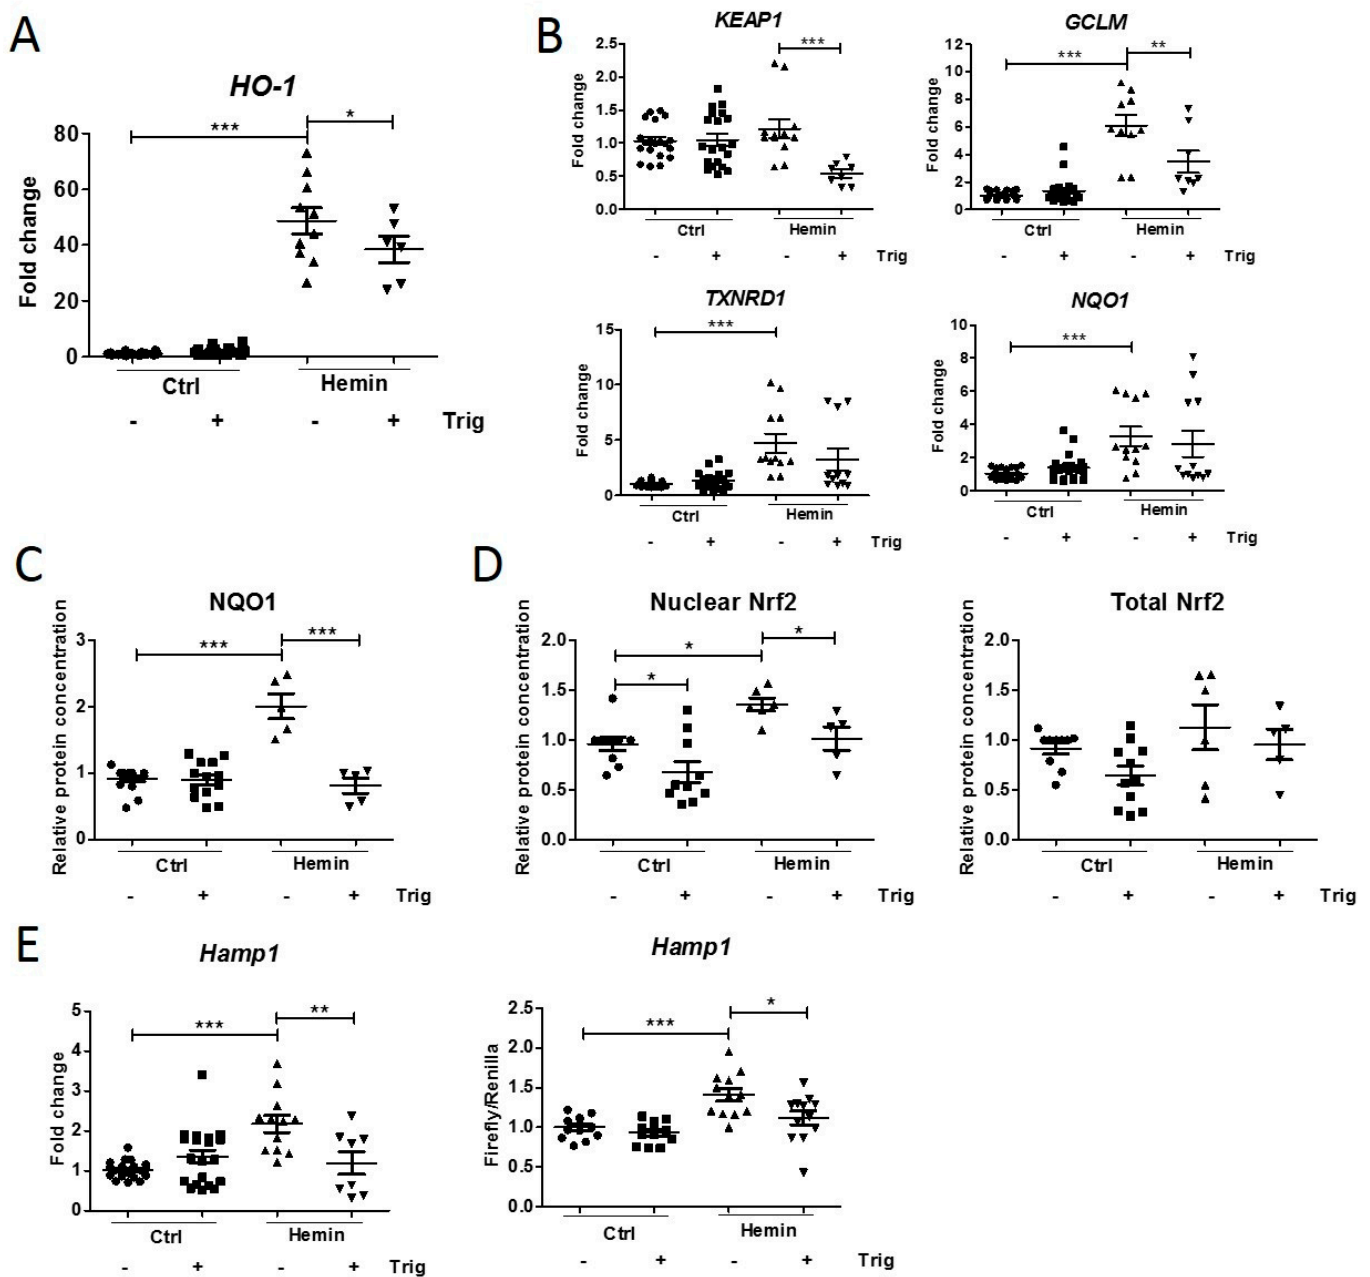 A
HO-1
Fold change
80
60
40
20
0
***
*
Ctrl
Hemin
- + - + Trig
B
KEAP1
Fold change
2.5
2.0
1.5
1.0
0.5
0.0
***
Ctrl
Hemin
- + - + Trig
GCLM
Fold change
12
10
8
6
4
2
0
***
**
Ctrl
Hemin
- + - + Trig
TXNRD1
Fold change
15
10
5
0
***
Ctrl
Hemin
- + - + Trig
NQO1
Fold change
10
8
6
4
2
0
***
Ctrl
Hemin
- + - + Trig
C
NQO1
Relative protein concentration
3
2
1
0
***
***
Ctrl
Hemin
- + - + Trig
D
Nuclear Nrf2
Relative protein concentration
2.0
1.5
1.0
0.5
0.0
*
*
*
Ctrl
Hemin
- + - + Trig
Total Nrf2
Relative protein concentration
2.0
1.5
1.0
0.5
0.0
Ctrl
Hemin
- + - + Trig
E
Hamp1
Fold change
5
4
3
2
1
0
***
**
Ctrl
Hemin
- + - + Trig
Hamp1
Firefly/Renilla
2.5
2.0
1.5
1.0
0.5
0.0
***
*
Ctrl
Hemin
- + - + Trig